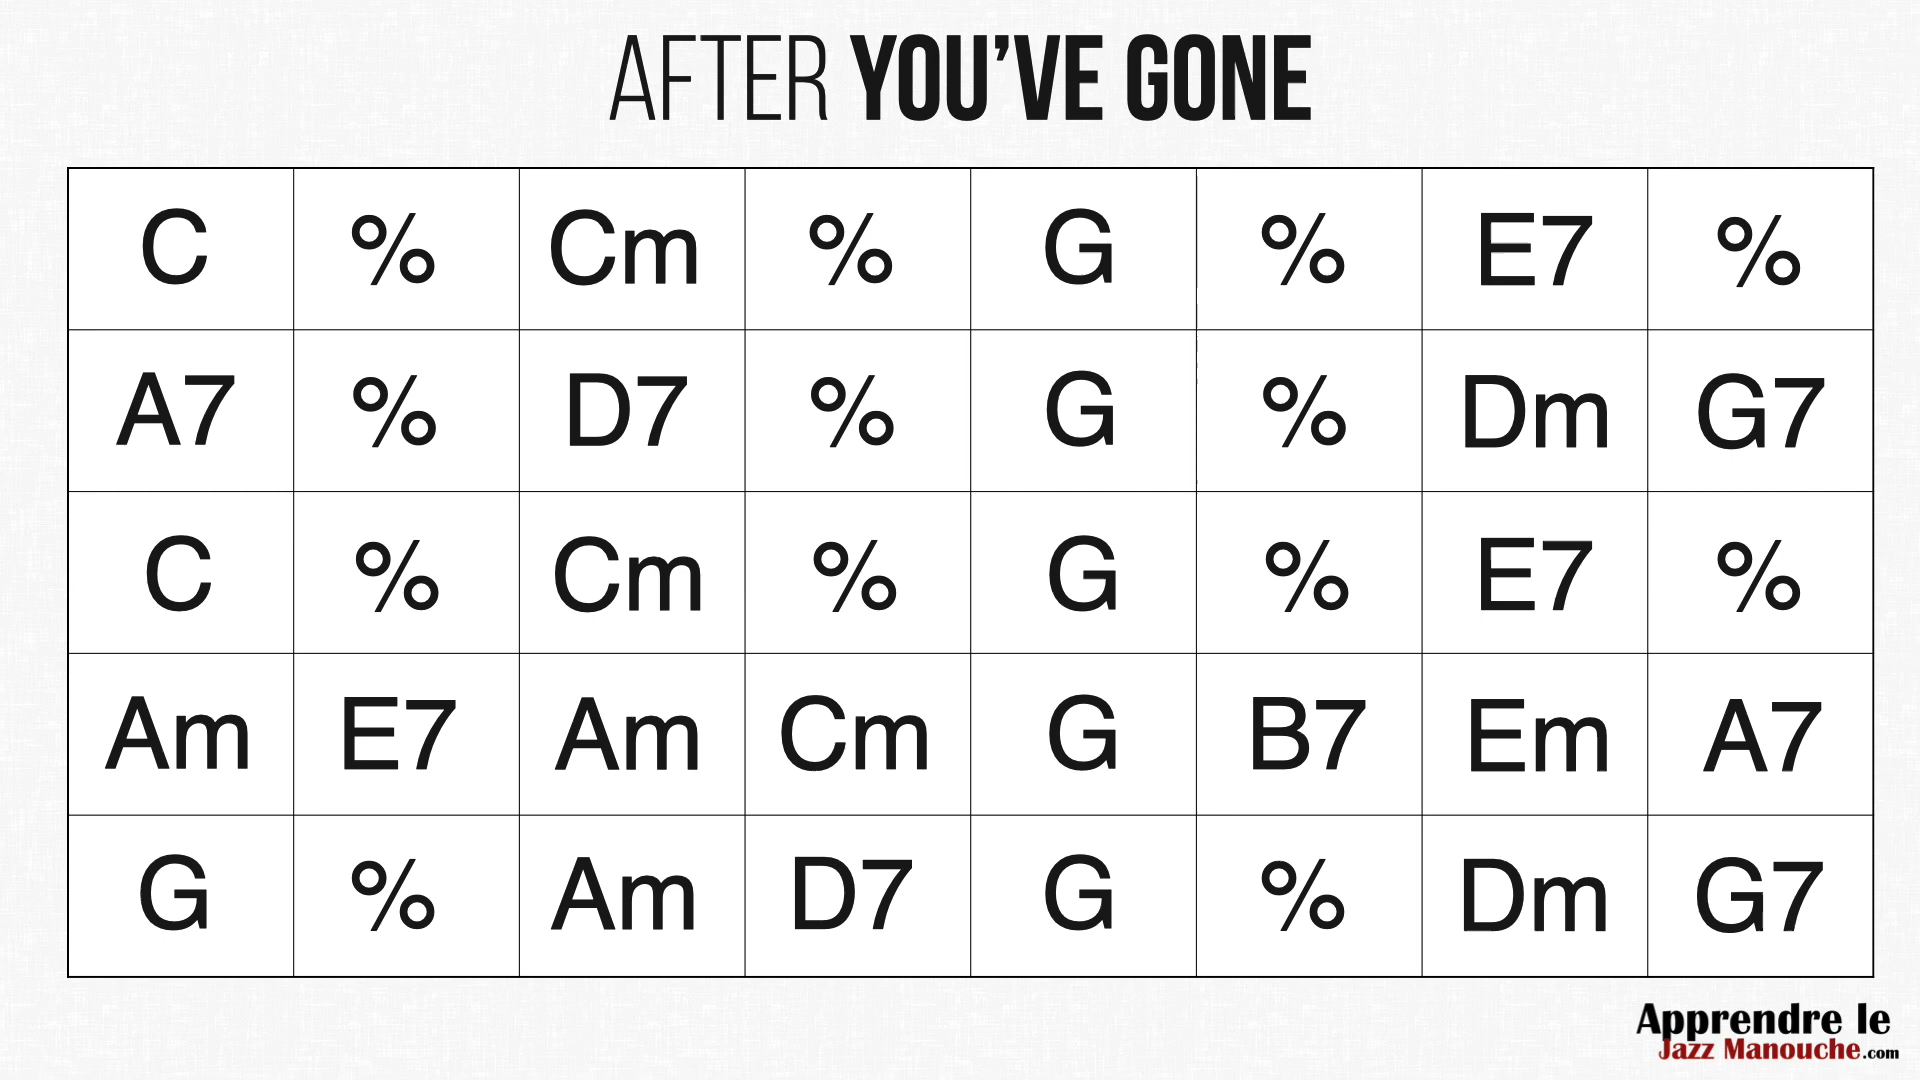 AFTER YOU’VE GONE
C % Cm % G % E7 %
A7 % D7 % G % Dm G7
C % Cm % G % E7 %
Am E7 Am Cm G B7 Em A7
G % Am D7 G % Dm G7
Apprendre le
Jazz Manouche.com